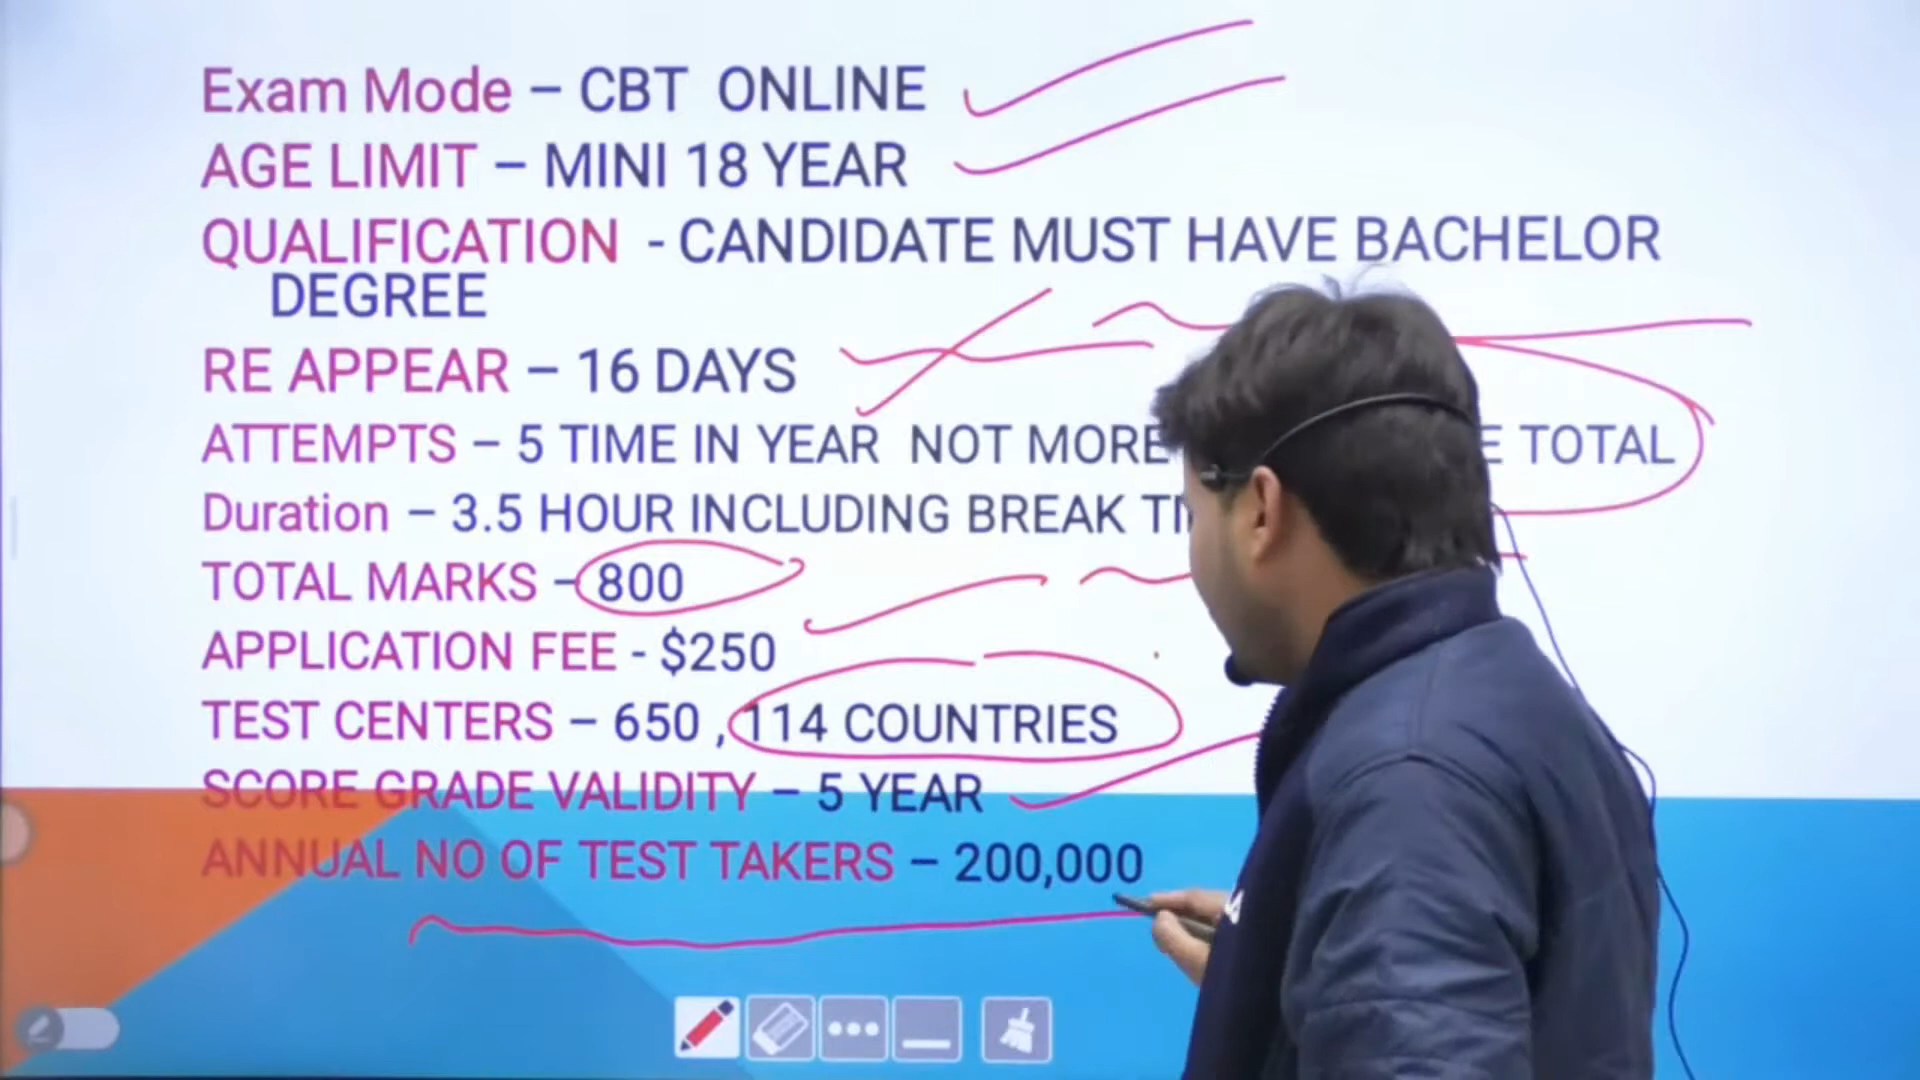 Exam Mode – CBT ONLINE
AGE LIMIT – MINI 18 YEAR
QUALIFICATION - CANDIDATE MUST HAVE BACHELOR
DEGREE
RE APPEAR – 16 DAYS
ATTEMPTS – 5 TIME IN YEAR NOT MORE TOTAL
Duration – 3.5 HOUR INCLUDING BREAK
TOTAL MARKS – 800
APPLICATION FEE - $250
TEST CENTERS – 650 , 114 COUNTRIES
SCORE GRADE VALIDITY – 5 YEAR
ANNUAL NO OF TEST TAKERS – 200,000